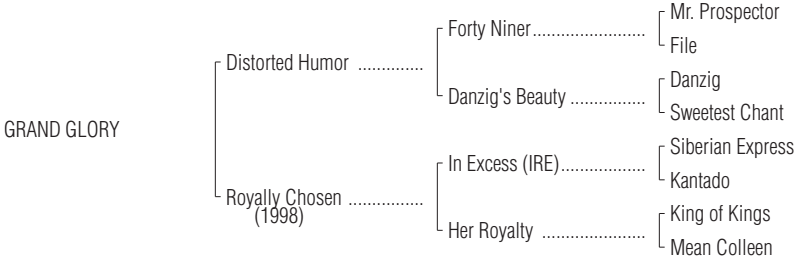 Mr. Prospector
Forty Niner........................
File
Distorted Humor ..............
Danzig
Danzig's Beauty ................
Sweetest Chant
GRAND GLORY
Siberian Express
In Excess (IRE)..................
Kantado
Royally Chosen ................
(1998)
King of Kings
Her Royalty ......................
Mean Colleen